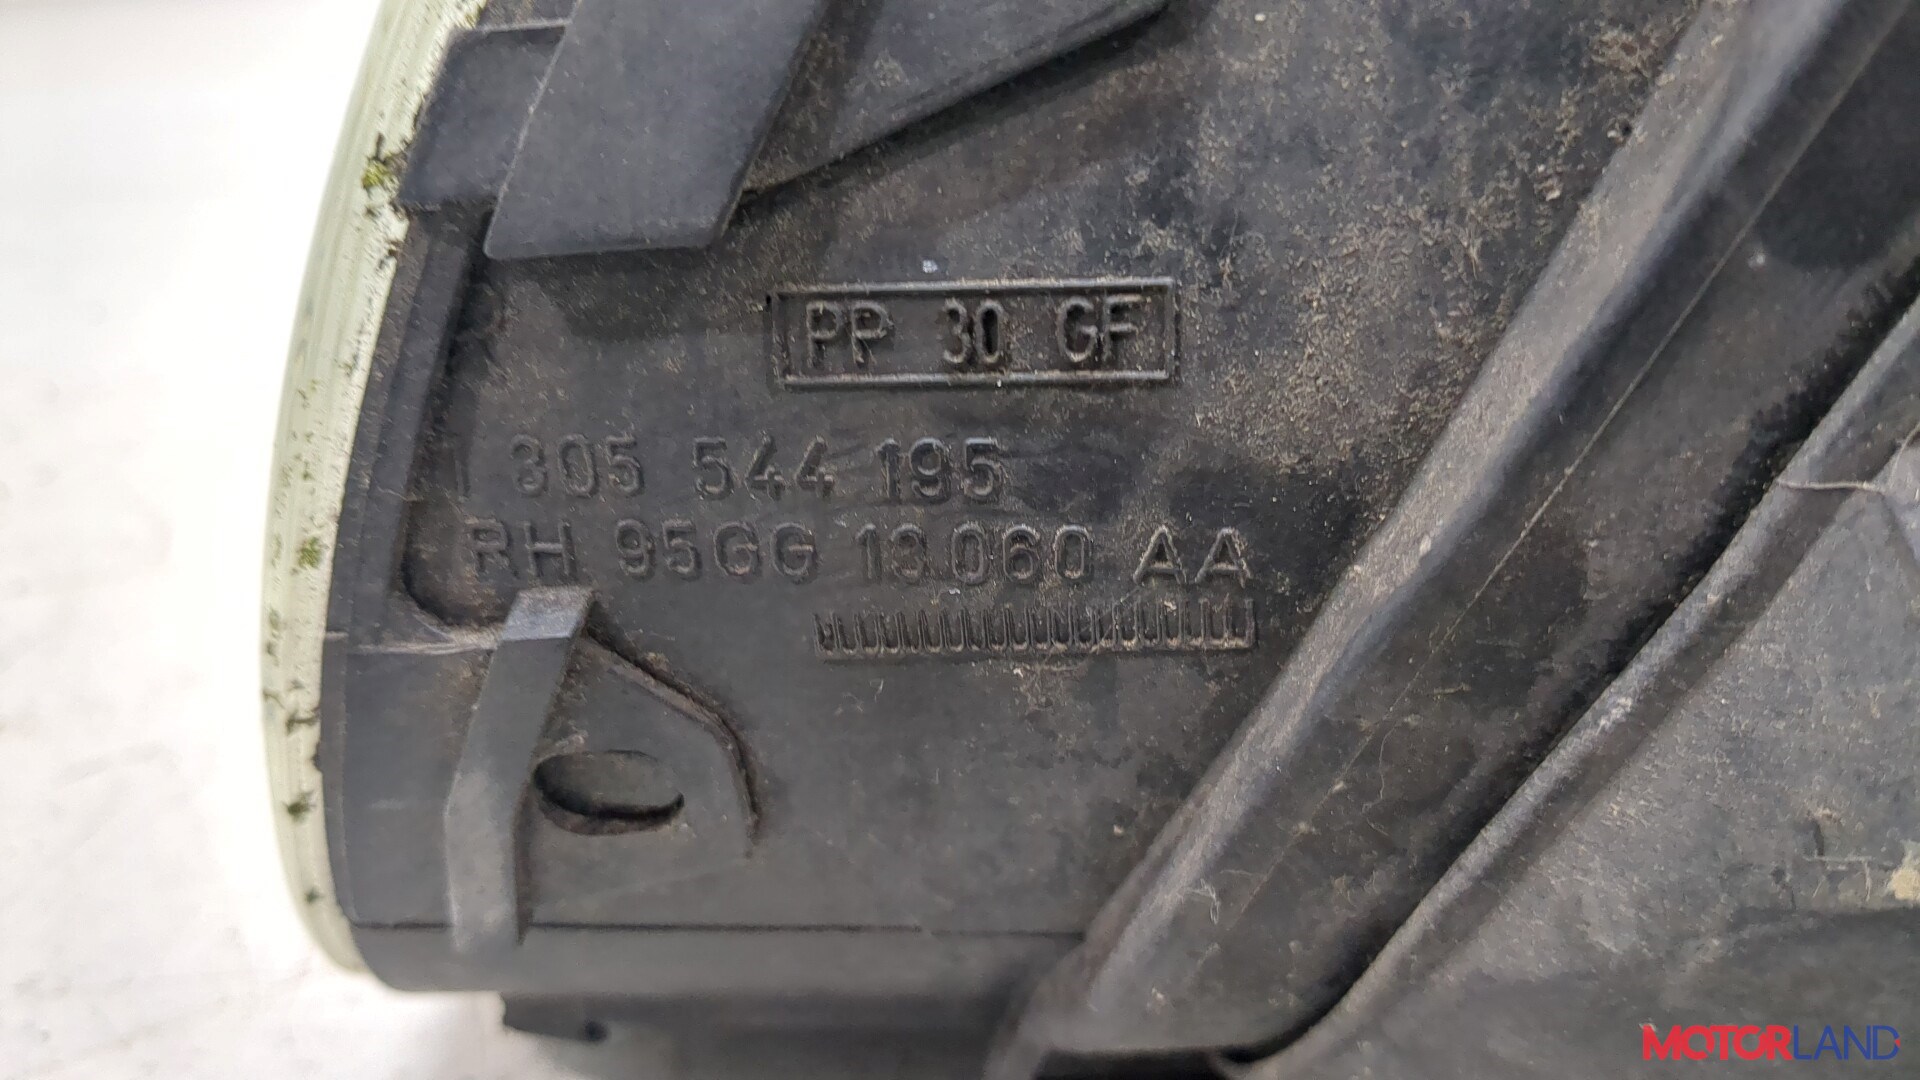 PP 30 GF
1 305 544 195
RH 95GG 13060 AA
MOTORLAND